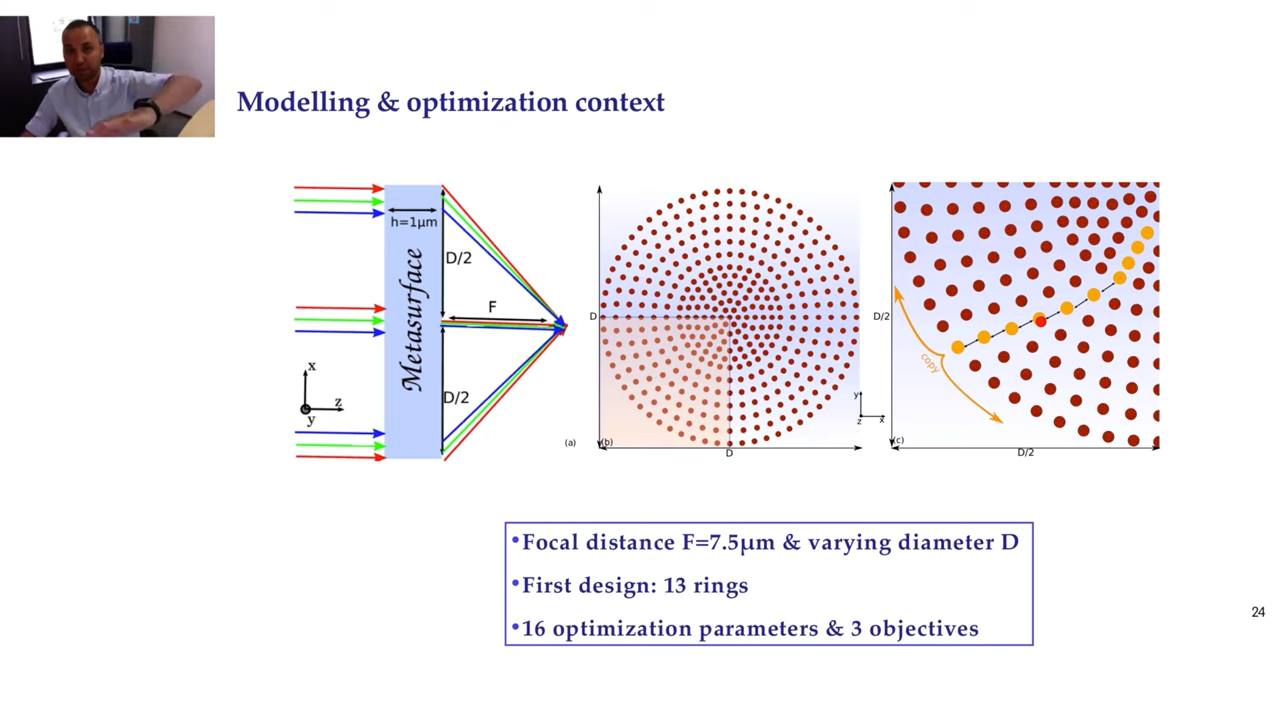 Modelling & optimization context
h=1μm
Metasurface
D/2
F
D/2
x
z
y
(a)
D
(b)
D
y
z
x
D/2
copy
(c)
D/2
•Focal distance F=7.5μm & varying diameter D
•First design: 13 rings
•16 optimization parameters & 3 objectives
24